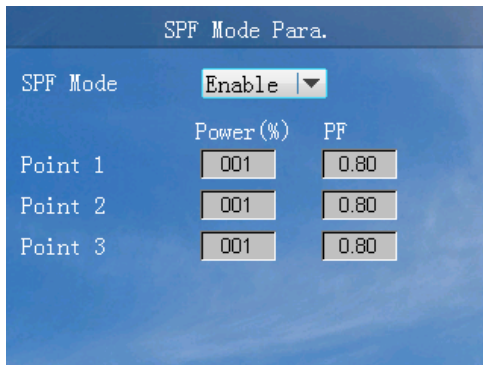 SPF Mode Para.
SPF Mode Enable
Power(%) PF
Point 1 001 0.80
Point 2 001 0.80
Point 3 001 0.80